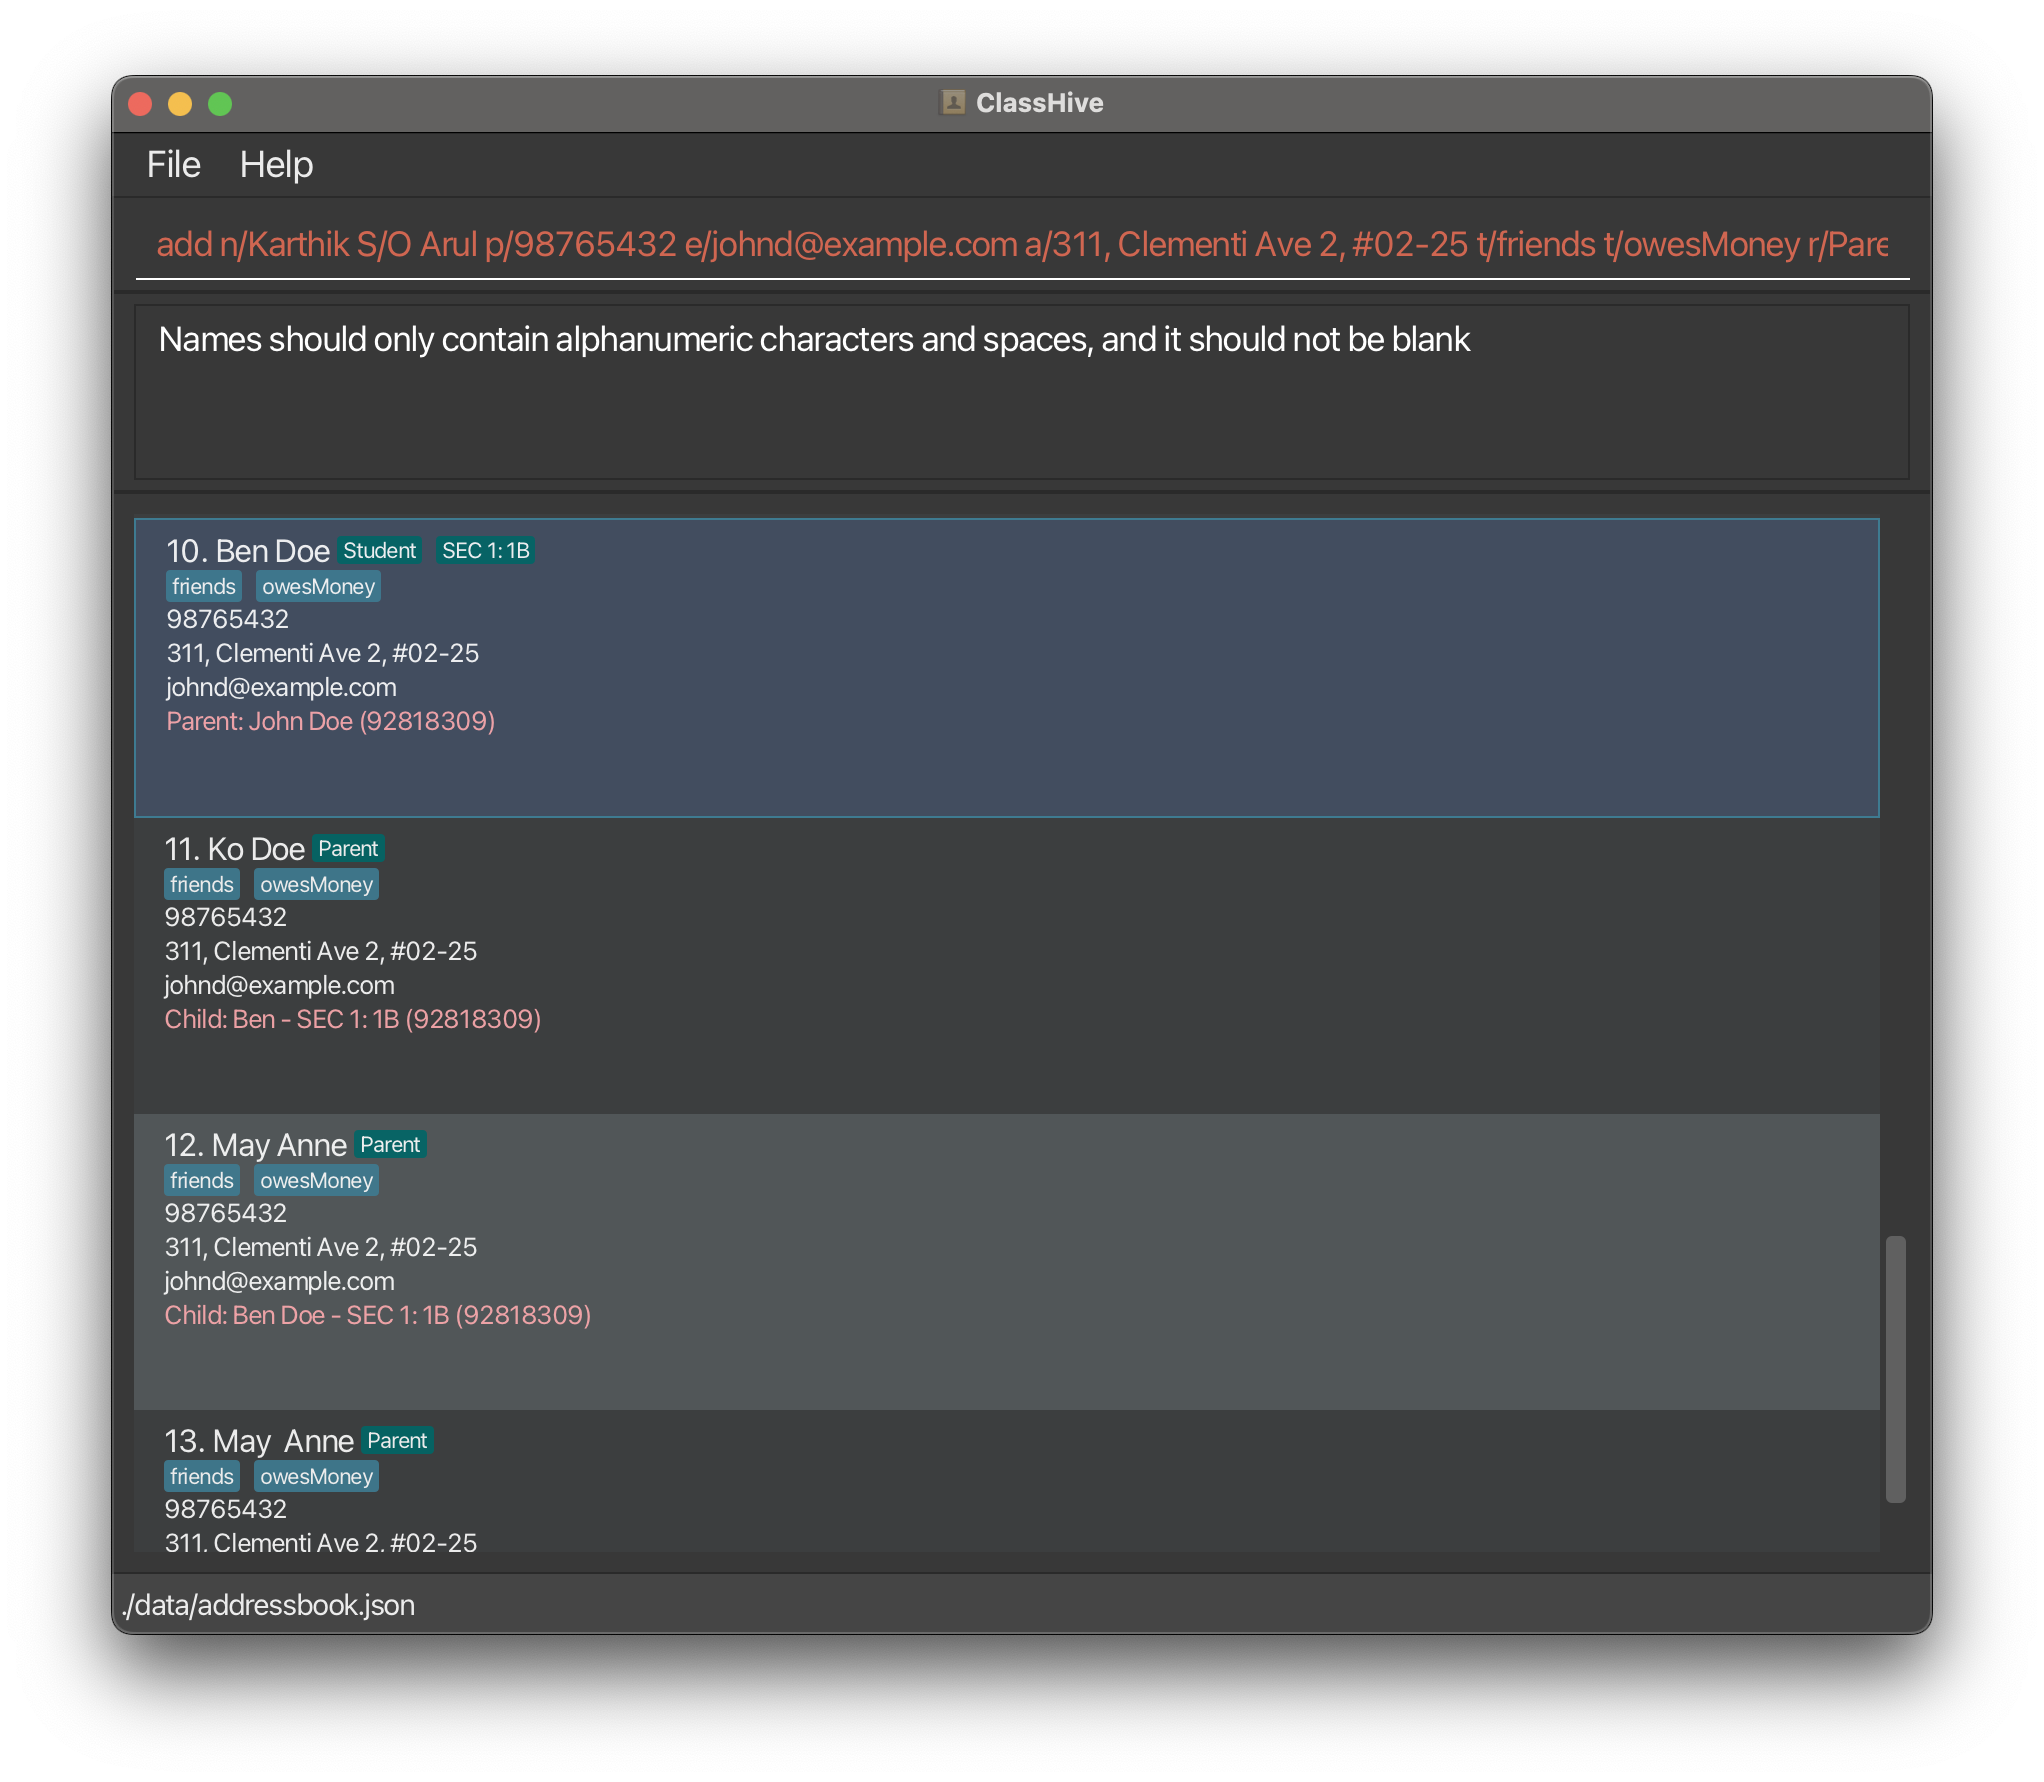 ClassHive
File Help
add n/Karthik S/O Arul p/98765432 e/johnd@example.com a/311, Clementi Ave 2, #02-25 t/friends t/owesMoney r/Pare
Names should only contain alphanumeric characters and spaces, and it should not be blank
10. Ben Doe Student SEC 1: 1B
friends owesMoney
98765432
311, Clementi Ave 2, #02-25
johnd@example.com
Parent: John Doe (92818309)
11. Ko Doe Parent
friends owesMoney
98765432
311, Clementi Ave 2, #02-25
johnd@example.com
Child: Ben - SEC 1: 1B (92818309)
12. May Anne Parent
friends owesMoney
98765432
311, Clementi Ave 2, #02-25
johnd@example.com
Child: Ben Doe - SEC 1: 1B (92818309)
13. May  Anne Parent
friends owesMoney
98765432
311, Clementi Ave 2, #02-25
./data/addressbook.json